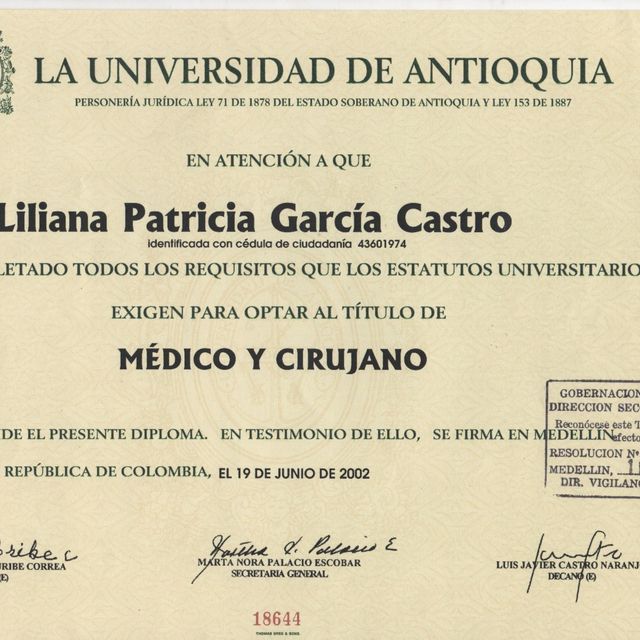 LA UNIVERSIDAD DE ANTIOQUIA
PERSONERÍA JURÍDICA LEY 71 DE 1878 DEL ESTADO SOBERANO DE ANTIOQUIA Y LEY 153 DE 1887
EN ATENCIÓN A QUE
Liliana Patricia García Castro
identificada con cédula de ciudadanía 43601974
LETADO TODOS LOS REQUISITOS QUE LOS ESTATUTOS UNIVERSITARIO
EXIGEN PARA OPTAR AL TÍTULO DE
MÉDICO Y CIRUJANO
GOBERNACION
DIRECCION SEC
Reconócese este T
efecto
RESOLUCION N°
MEDELLIN,
DIR. VIGILAN
DE EL PRESENTE DIPLOMA. EN TESTIMONIO DE ELLO, SE FIRMA EN MEDELLIN
REPÚBLICA DE COLOMBIA, EL 19 DE JUNIO DE 2002
URIBE CORREA
(E)
MARTA NORA PALACIO ESCOBAR
SECRETARIA GENERAL
LUIS JAVIER CASTRO NARANJ
DECANO (E)
18644
THOMAS GREG & SONS.